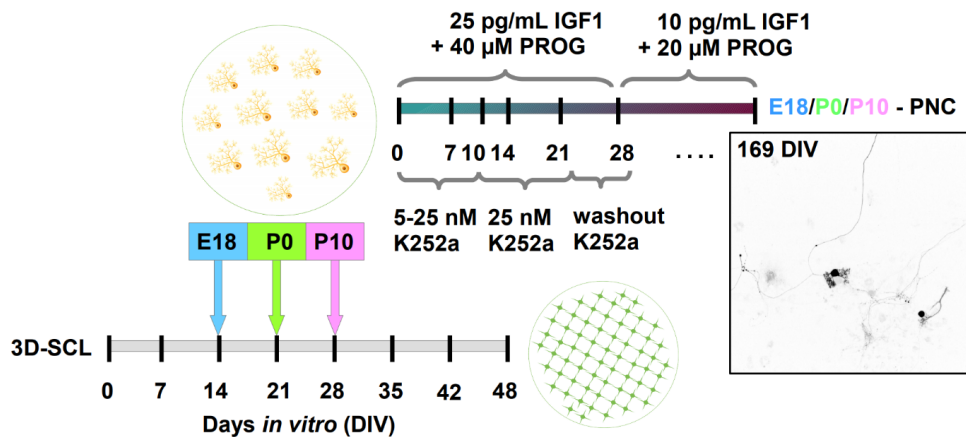 25 pg/mL IGF1
+ 40 µM PROG
10 pg/mL IGF1
+ 20 µM PROG
E18/P0/P10 - PNC
0 7 10 14 21 28 ....
169 DIV
5-25 nM
K252a
25 nM
K252a
washout
K252a
E18 P0 P10
3D-SCL
0 7 14 21 28 35 42 48
Days in vitro (DIV)